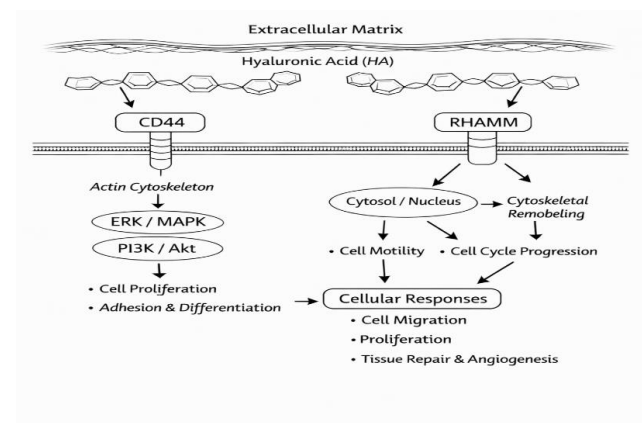 Extracellular Matrix
Hyaluronic Acid (HA)
CD44
RHAMM
Actin Cytoskeleton
ERK / MAPK
PI3K / Akt
• Cell Proliferation
• Adhesion & Differentiation
Cytosol / Nucleus
Cytoskeletal
Remobeling
• Cell Motility
• Cell Cycle Progression
Cellular Responses
• Cell Migration
• Proliferation
• Tissue Repair & Angiogenesis